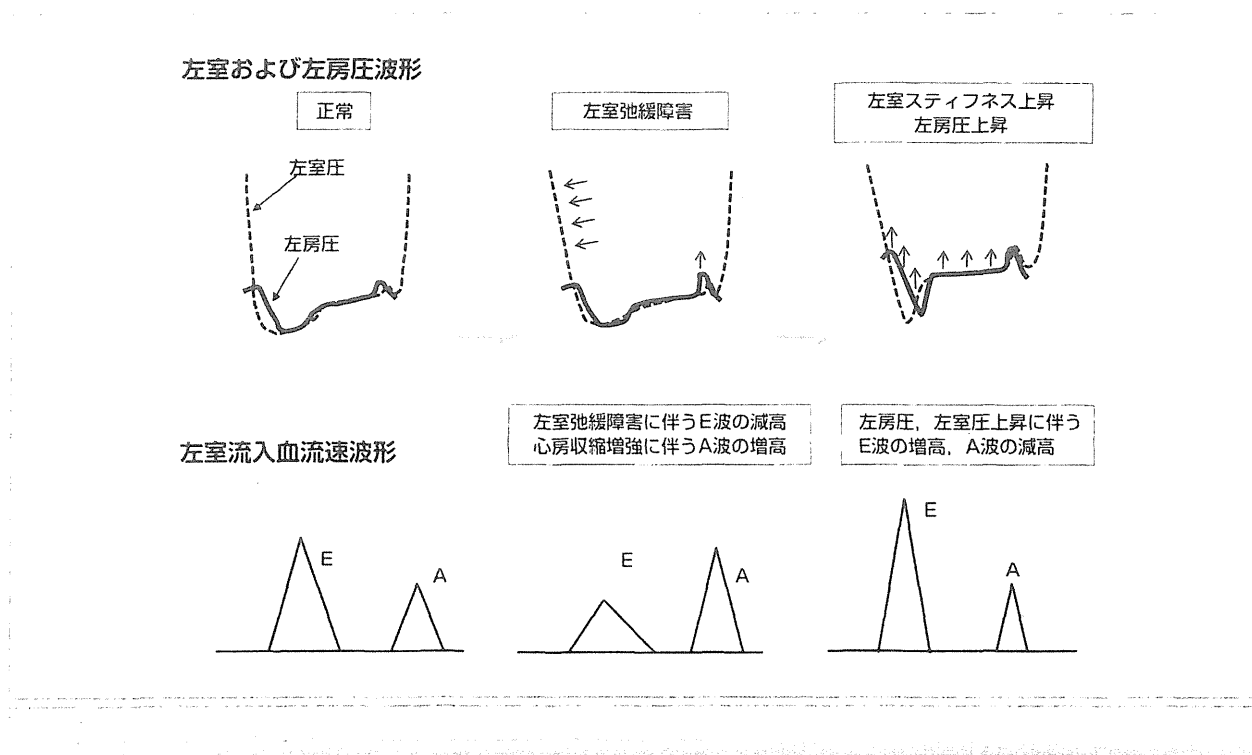 左室および左房圧波形
正常
左室弛緩障害
左室スティフネス上昇
左房圧上昇
左室圧
左房圧
左室流入血流速波形
左室弛緩障害に伴うE波の減高
心房収縮増強に伴うA波の増高
左房圧，左室圧上昇に伴う
E波の増高，A波の減高
E
A
E
A
E
A